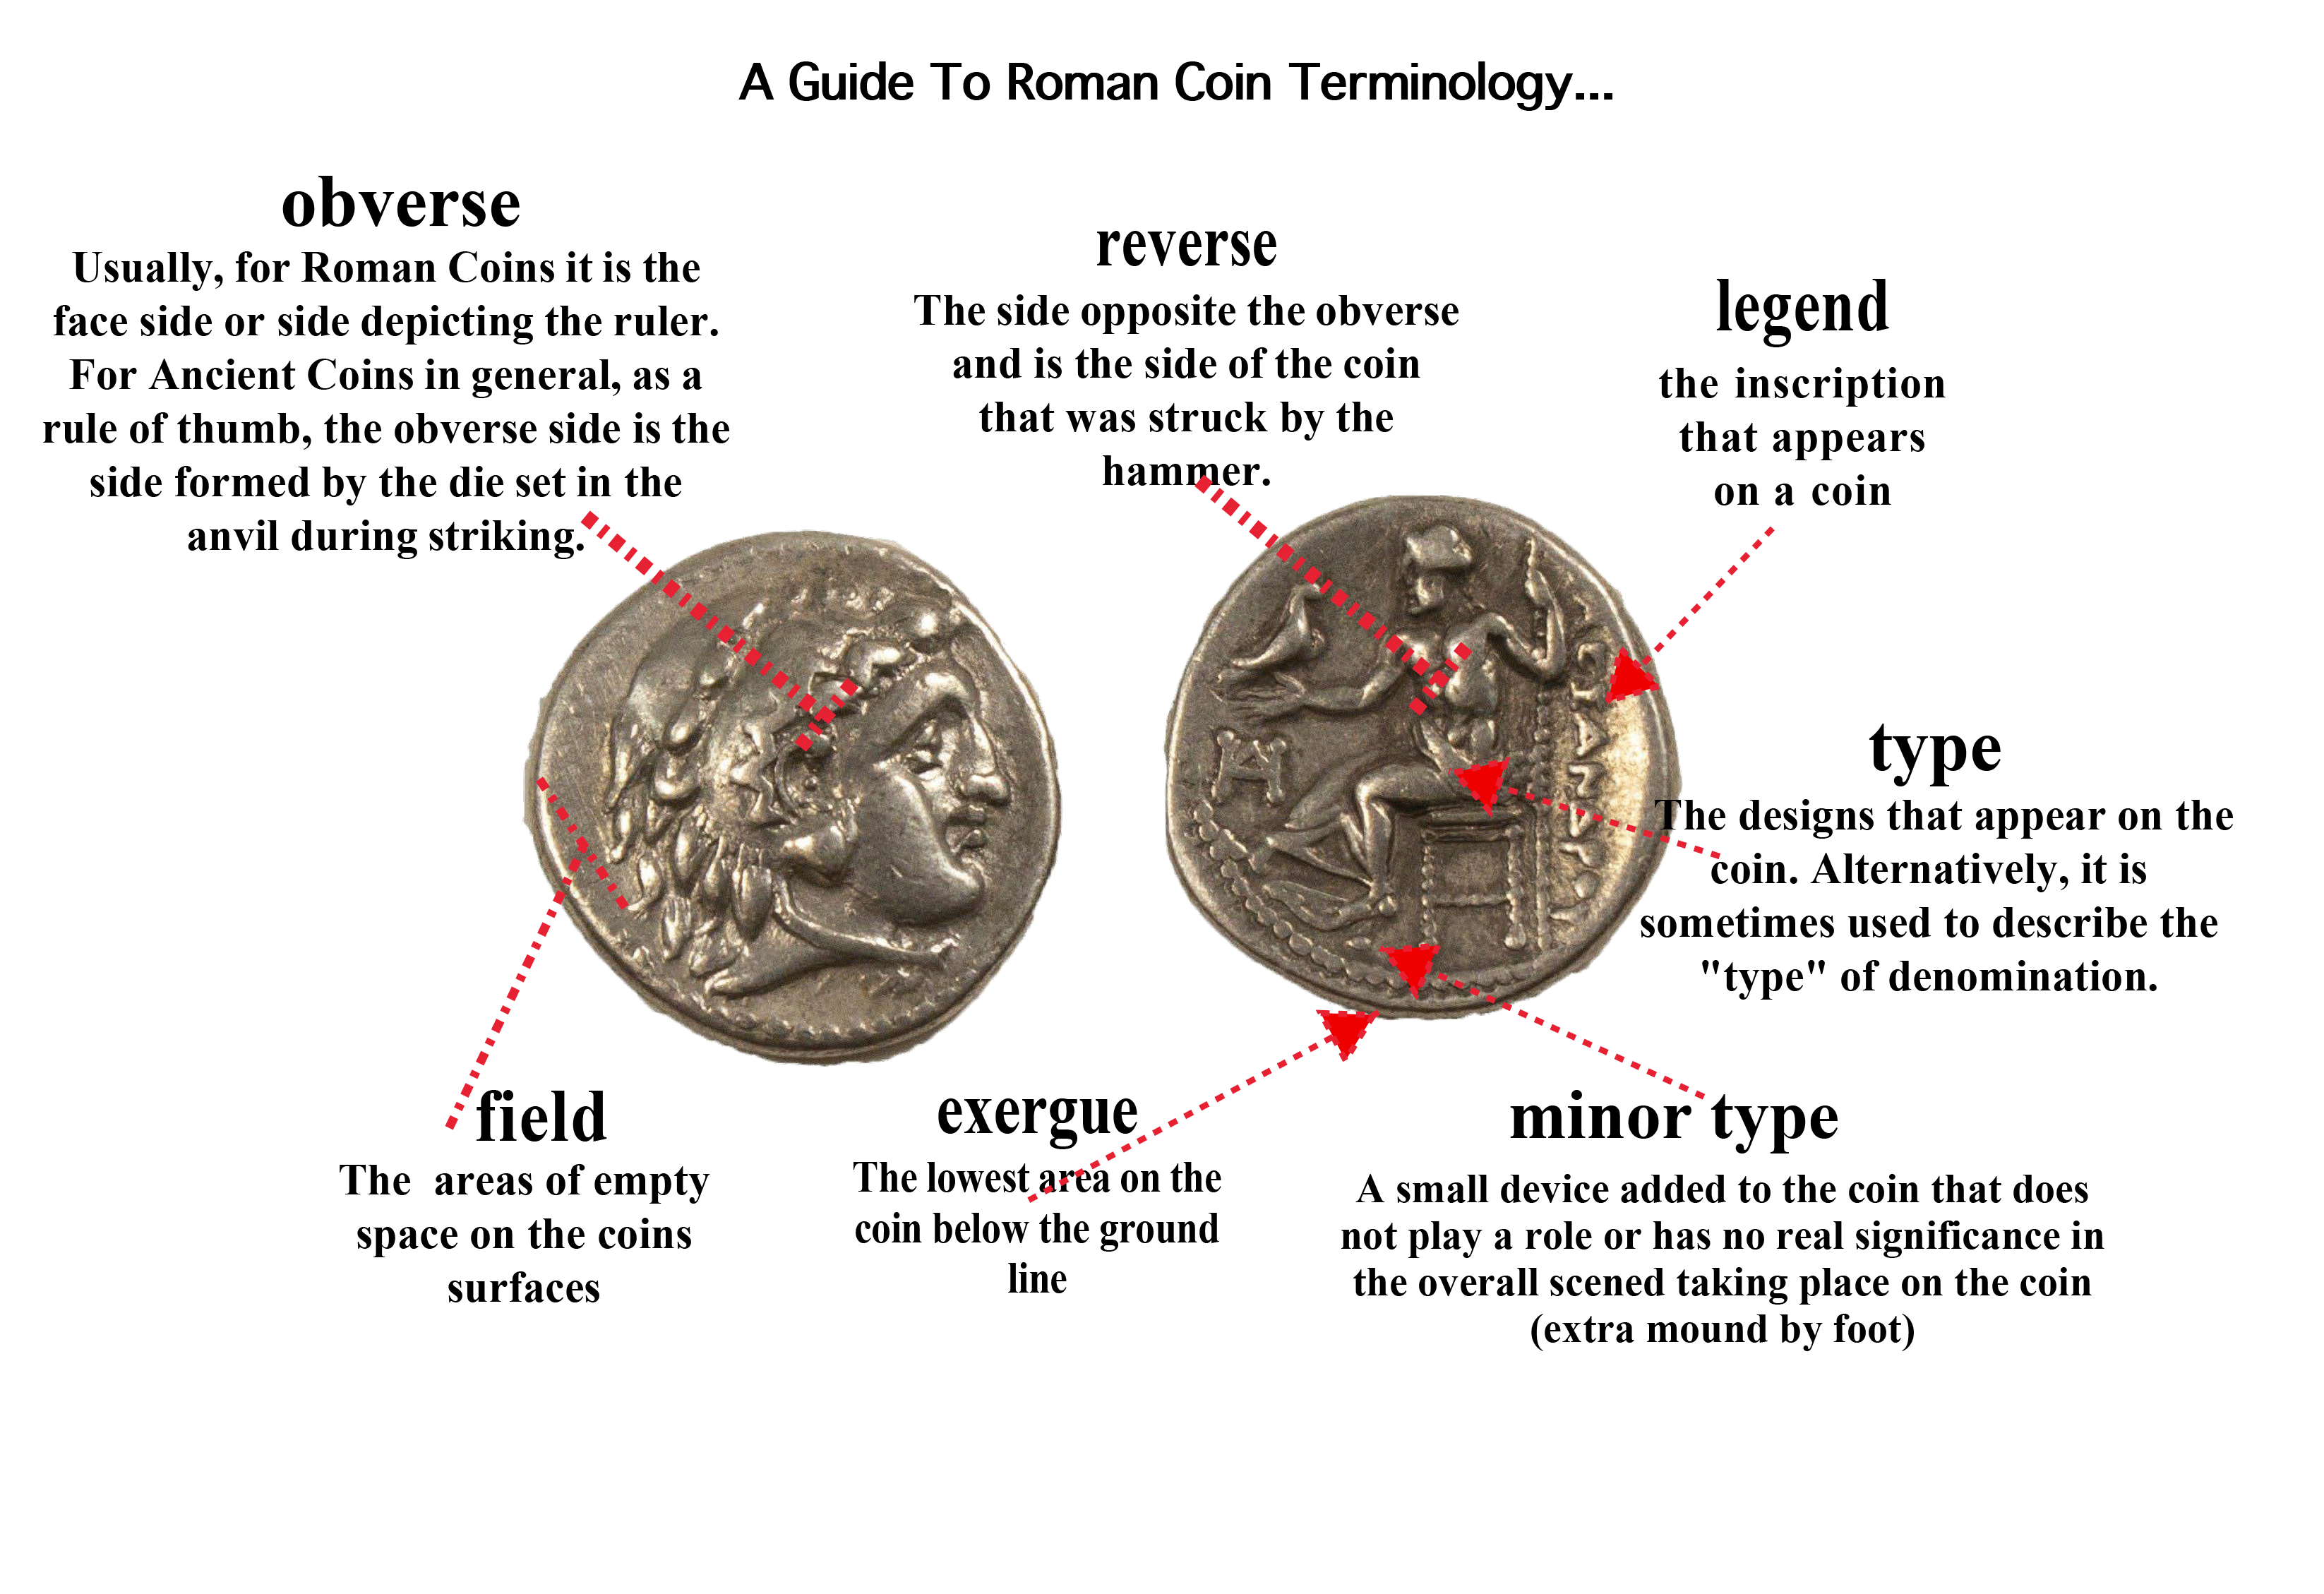 A Guide To Roman Coin Terminology...
obverse
Usually, for Roman Coins it is the
face side or side depicting the ruler.
For Ancient Coins in general, as a
rule of thumb, the obverse side is the
side formed by the die set in the
anvil during striking.
reverse
The side opposite the obverse
and is the side of the coin
that was struck by the
hammer.
legend
the inscription
that appears
on a coin
type
The designs that appear on the
coin. Alternatively, it is
sometimes used to describe the
"type" of denomination.
field
The  areas of empty
space on the coins
surfaces
exergue
The lowest area on the
coin below the ground
line
minor type
A small device added to the coin that does
not play a role or has no real significance in
the overall scened taking place on the coin
(extra mound by foot)